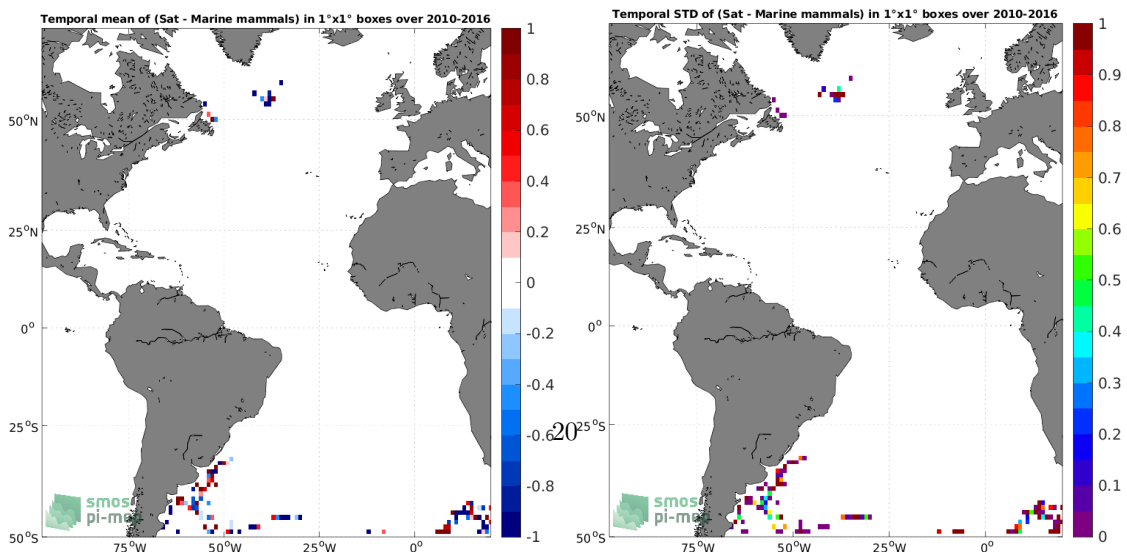 Temporal mean of (Sat - Marine mammals) in 1°x1° boxes over 2010-2016
50°N
25°N
0°
25°S
50°S
75°W
50°W
25°W
0°
1
0.8
0.6
0.4
0.2
0
-0.2
-0.4
-0.6
-0.8
-1
smos
pi-me
20
Temporal STD of (Sat - Marine mammals) in 1°x1° boxes over 2010-2016
50°N
25°N
0°
25°S
50°S
75°W
50°W
25°W
0°
1
0.9
0.8
0.7
0.6
0.5
0.4
0.3
0.2
0.1
0
smos
pi-me